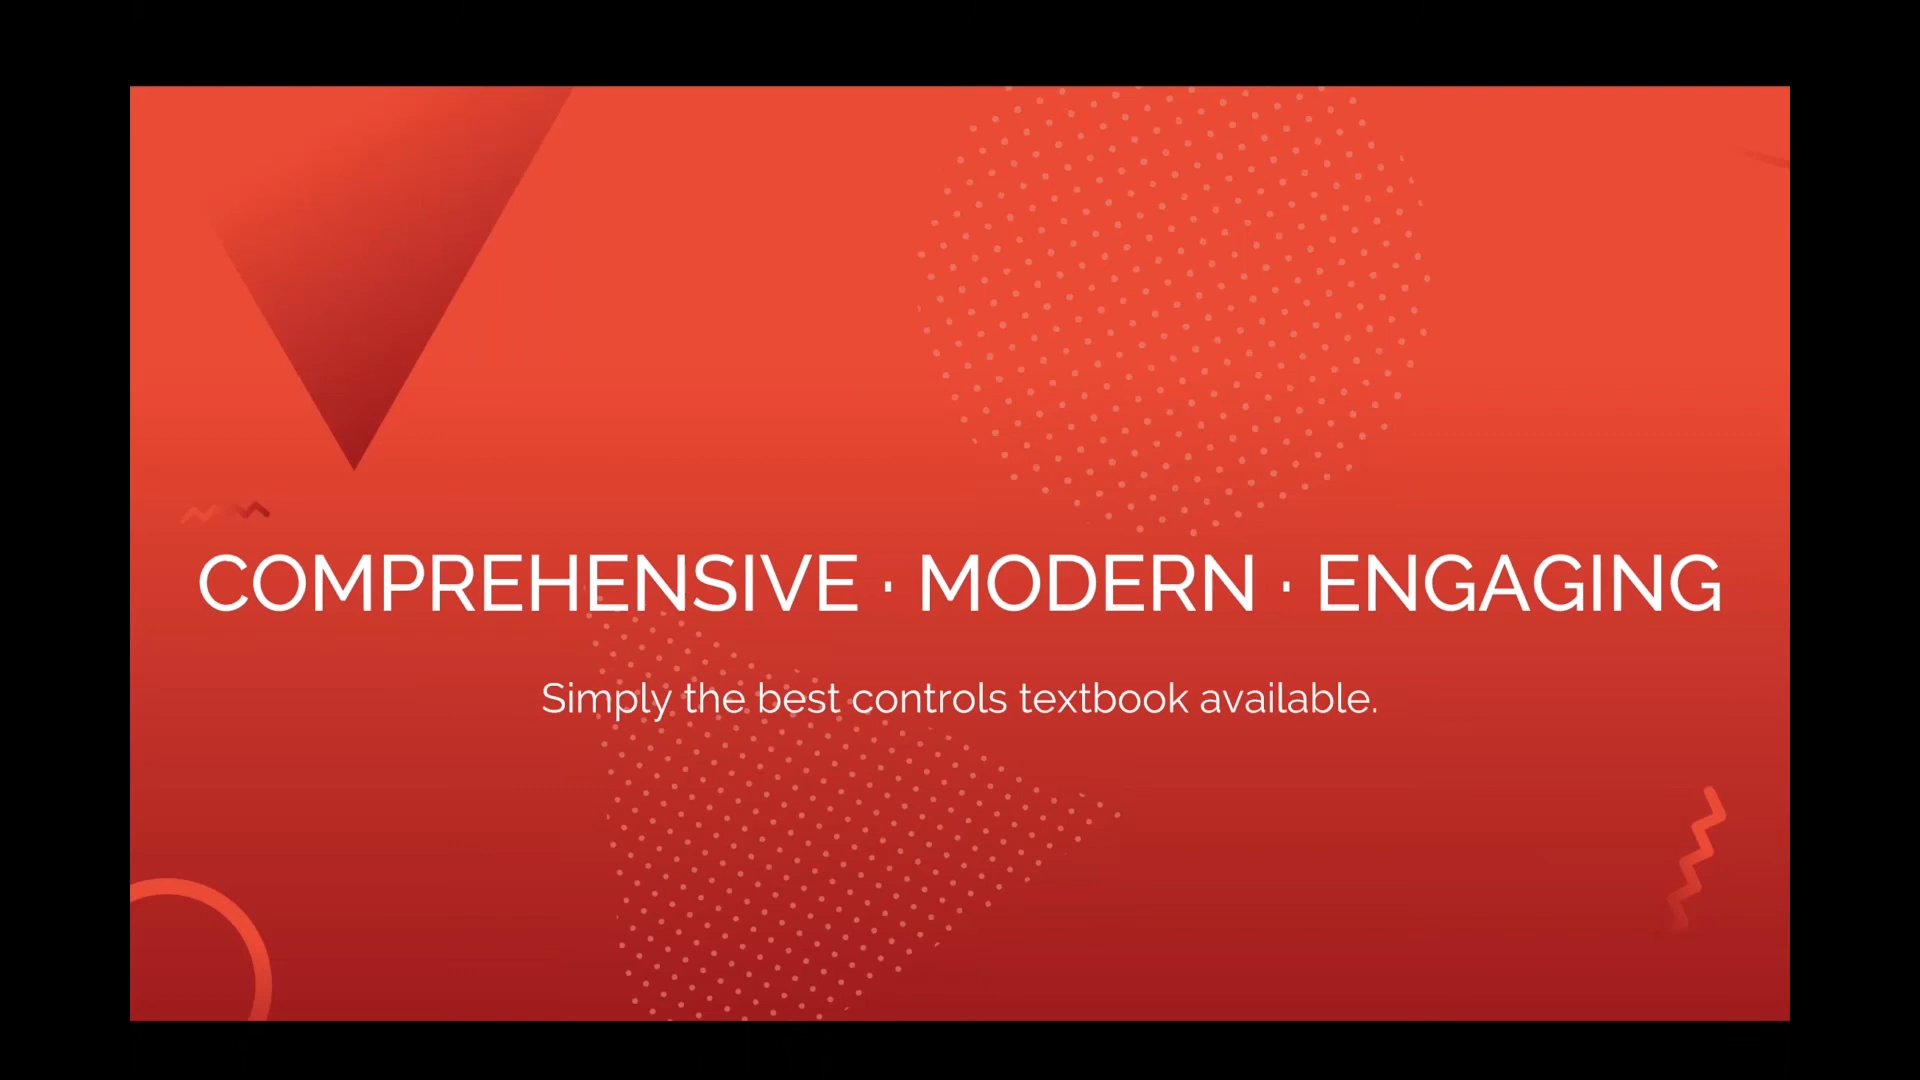 COMPREHENSIVE · MODERN · ENGAGING
Simply the best controls textbook available.